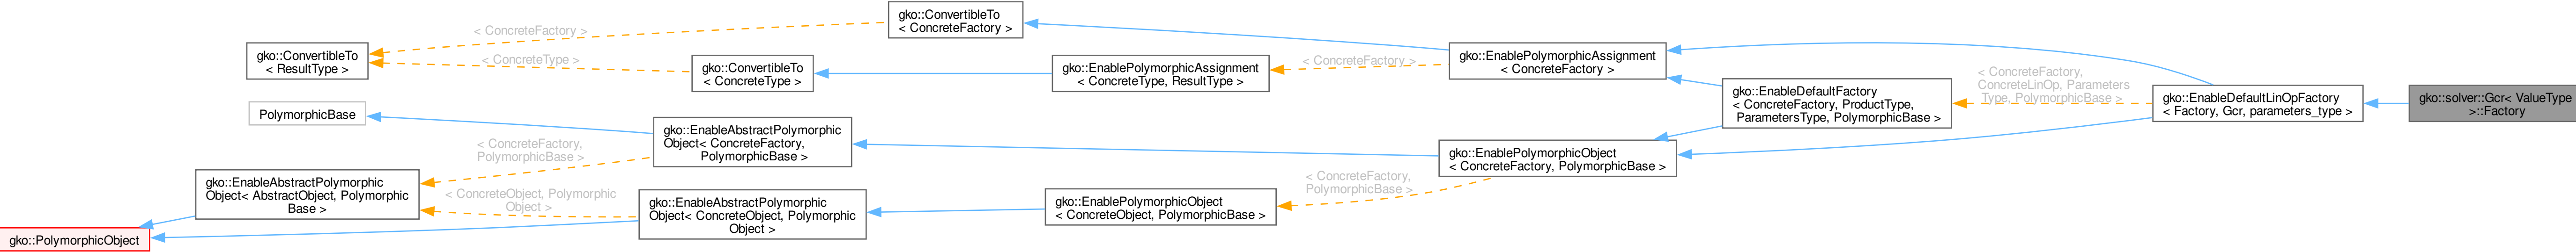 gko::ConvertibleTo
< ConcreteFactory >
< ConcreteFactory >
gko::ConvertibleTo
< ResultType >
< ConcreteType >
gko::ConvertibleTo
< ConcreteType >
gko::EnablePolymorphicAssignment
< ConcreteType, ResultType >
< ConcreteFactory >
gko::EnablePolymorphicAssignment
< ConcreteFactory >
PolymorphicBase
gko::EnableDefaultFactory
< ConcreteFactory, ProductType,
ParametersType, PolymorphicBase >
< ConcreteFactory,
ConcreteLinOp, Parameters
Type, PolymorphicBase >
gko::EnableDefaultLinOpFactory
< Factory, Gcr, parameters_type >
gko::solver::Gcr< ValueType
>::Factory
gko::EnableAbstractPolymorphic
Object< ConcreteFactory,
PolymorphicBase >
< ConcreteFactory,
PolymorphicBase >
gko::EnablePolymorphicObject
< ConcreteFactory, PolymorphicBase >
gko::EnableAbstractPolymorphic
Object< AbstractObject, Polymorphic
Base >
< ConcreteObject, Polymorphic
Object >
gko::EnableAbstractPolymorphic
Object< ConcreteObject, Polymorphic
Object >
gko::EnablePolymorphicObject
< ConcreteObject, PolymorphicBase >
< ConcreteFactory,
PolymorphicBase >
gko::PolymorphicObject